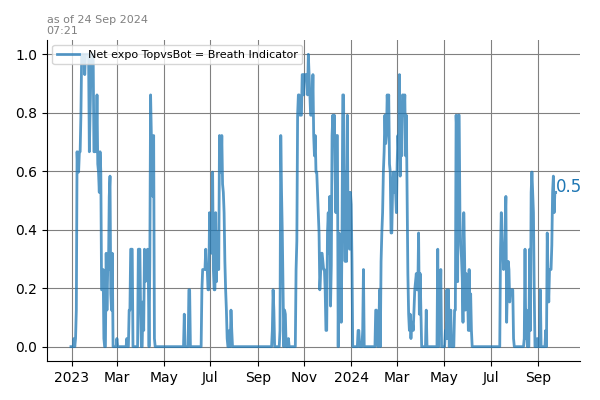 as of 24 Sep 2024
07:21
Net expo TopvsBot = Breath Indicator
1.0
0.8
0.6
0.5
0.4
0.2
0.0
2023 Mar May Jul Sep Nov 2024 Mar May Jul Sep